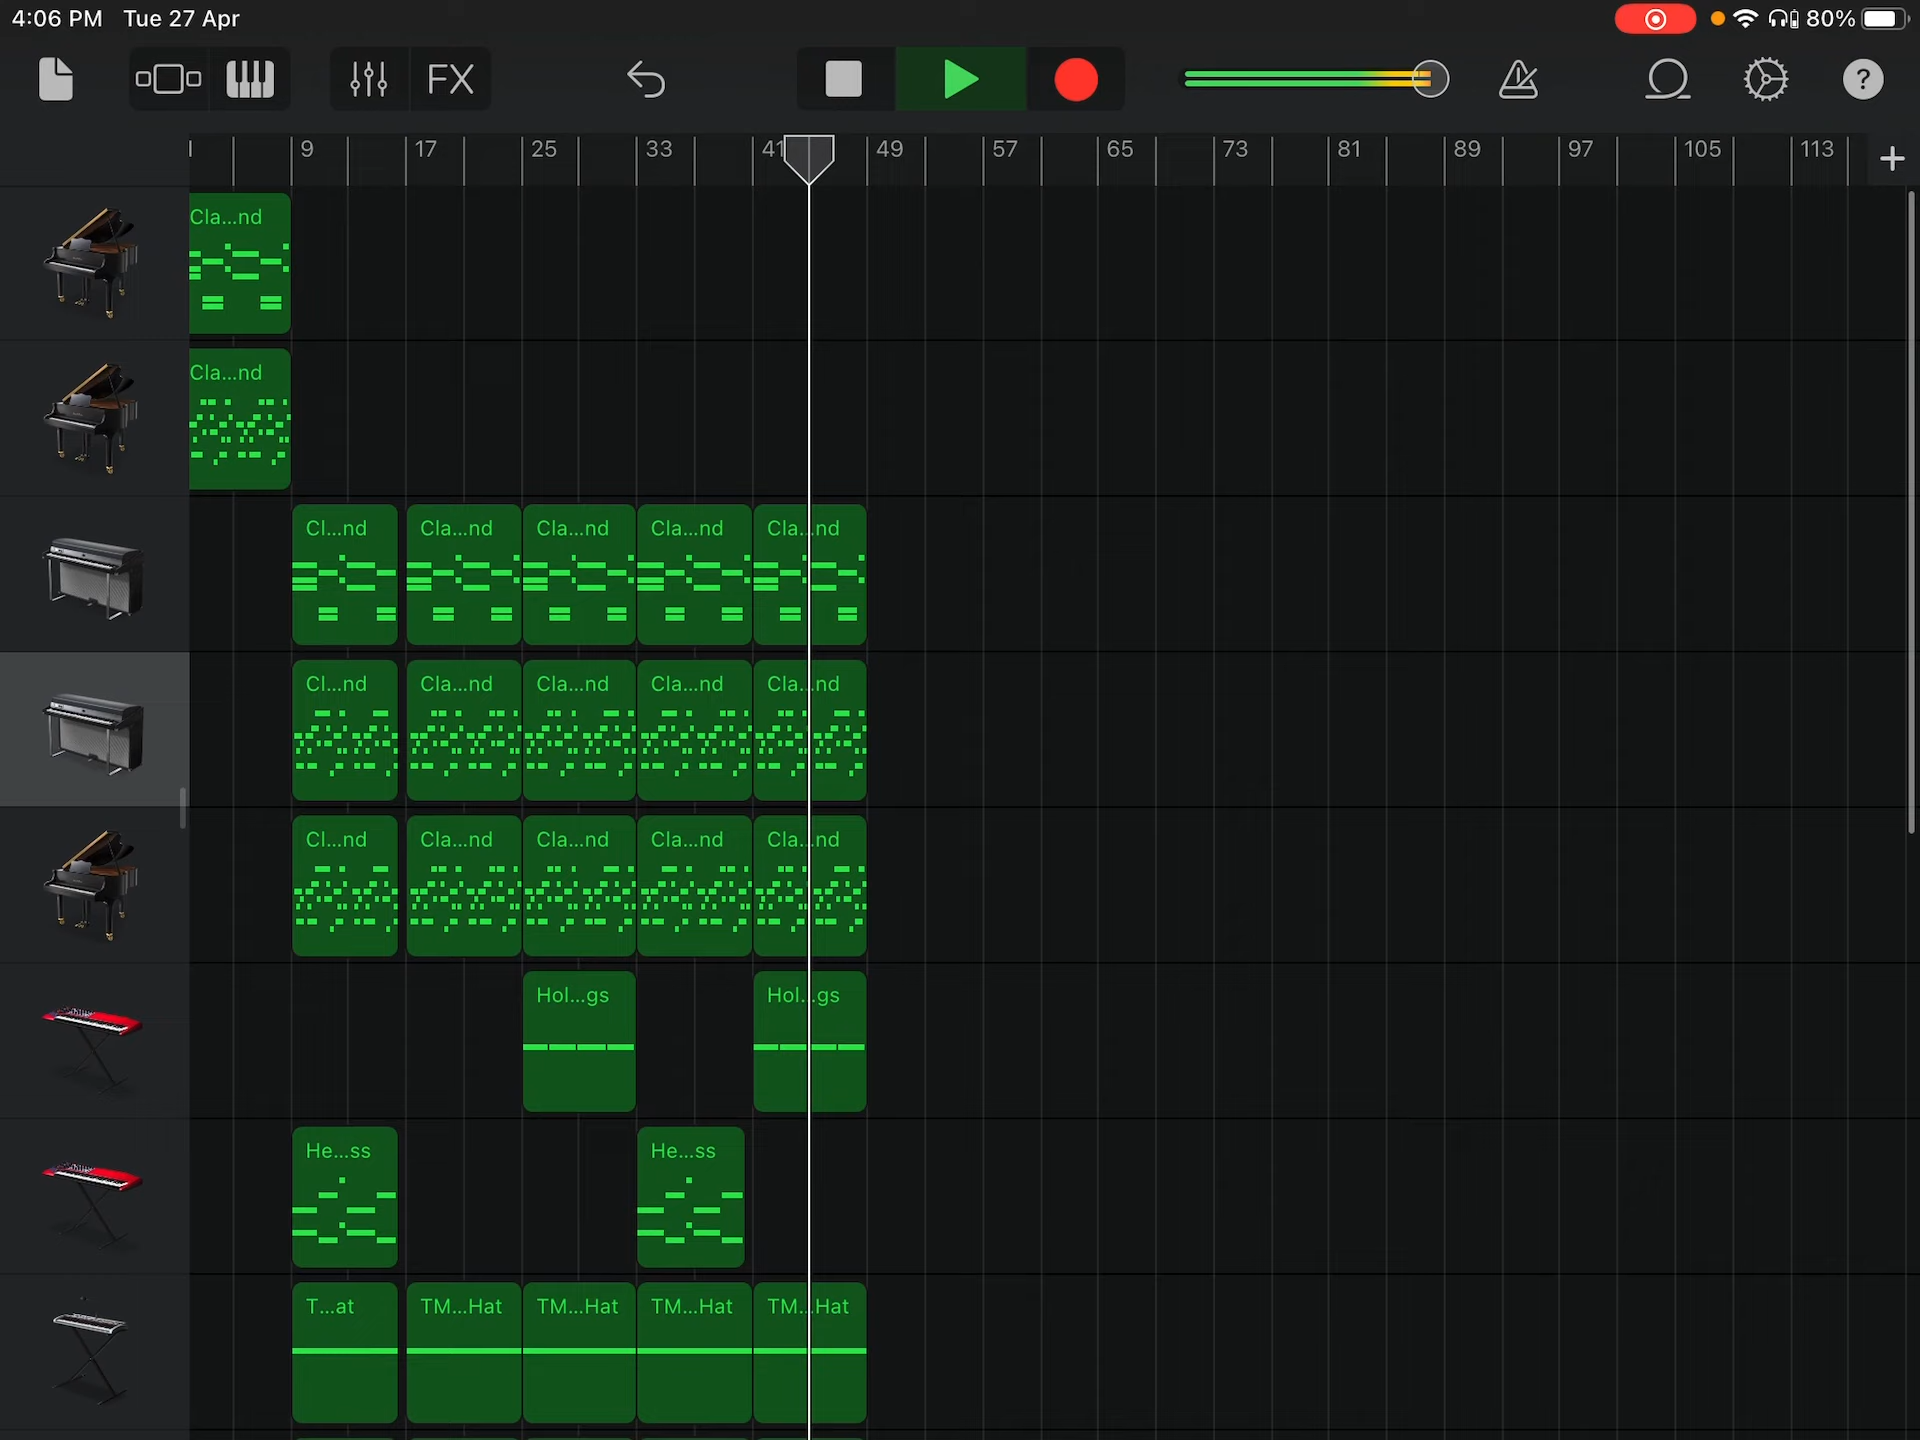 4:06 PM Tue 27 Apr 80%
FX ?
9 17 25 33 41 49 57 65 73 81 89 97 105 113 +
Cla...nd
Cla...nd
Cl...nd Cla...nd Cla...nd Cla...nd Cla...nd
Cl...nd Cla...nd Cla...nd Cla...nd Cla...nd
Cl...nd Cla...nd Cla...nd Cla...nd Cla...nd
Hol...gs Hol...gs
He...ss He...ss
T...at TM...Hat TM...Hat TM...Hat TM...Hat